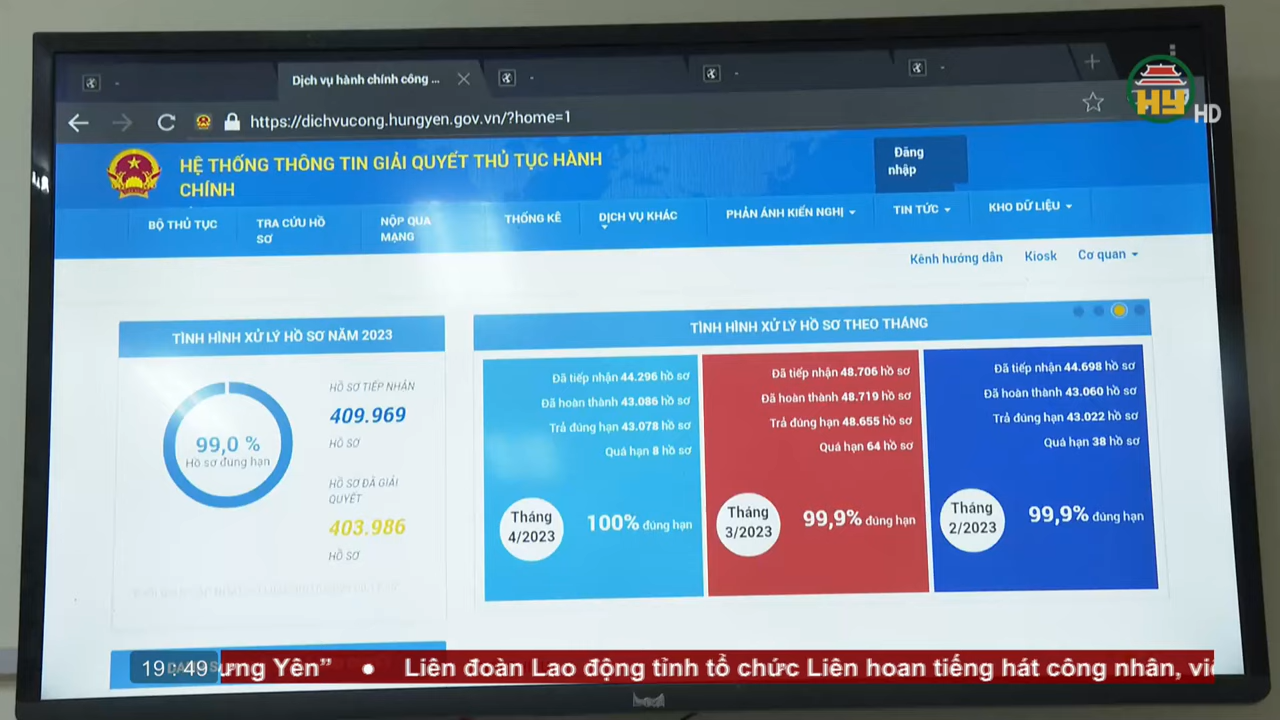 Dịch vụ hành chính công ...
https://dichvucong.hungyen.gov.vn/?home=1
HY HD
HỆ THỐNG THÔNG TIN GIẢI QUYẾT THỦ TỤC HÀNH
CHÍNH
Đăng
nhập
BỘ THỦ TỤC
TRA CỨU HỒ
SƠ
NỘP QUA
MẠNG
THỐNG KÊ
DỊCH VỤ KHÁC
PHẢN ÁNH KIẾN NGHỊ
TIN TỨC
KHO DỮ LIỆU
Kênh hướng dẫn
Kiosk
Cơ quan
TÌNH HÌNH XỬ LÝ HỒ SƠ NĂM 2023
99,0 %
Hồ sơ đúng hạn
HỒ SƠ TIẾP NHẬN
409.969
HỒ SƠ
HỒ SƠ ĐÃ GIẢI
QUYẾT
403.986
HỒ SƠ
TÌNH HÌNH XỬ LÝ HỒ SƠ THEO THÁNG
Đã tiếp nhận 44.296 hồ sơ
Đã hoàn thành 43.086 hồ sơ
Trả đúng hạn 43.078 hồ sơ
Quá hạn 8 hồ sơ
Tháng
4/2023
100% đúng hạn
Đã tiếp nhận 48.706 hồ sơ
Đã hoàn thành 48.719 hồ sơ
Trả đúng hạn 48.655 hồ sơ
Quá hạn 64 hồ sơ
Tháng
3/2023
99,9% đúng hạn
Đã tiếp nhận 44.698 hồ sơ
Đã hoàn thành 43.060 hồ sơ
Trả đúng hạn 43.022 hồ sơ
Quá hạn 38 hồ sơ
Tháng
2/2023
99,9% đúng hạn
19:49 ưng Yên” • Liên đoàn Lao động tỉnh tổ chức Liên hoan tiếng hát công nhân, viê